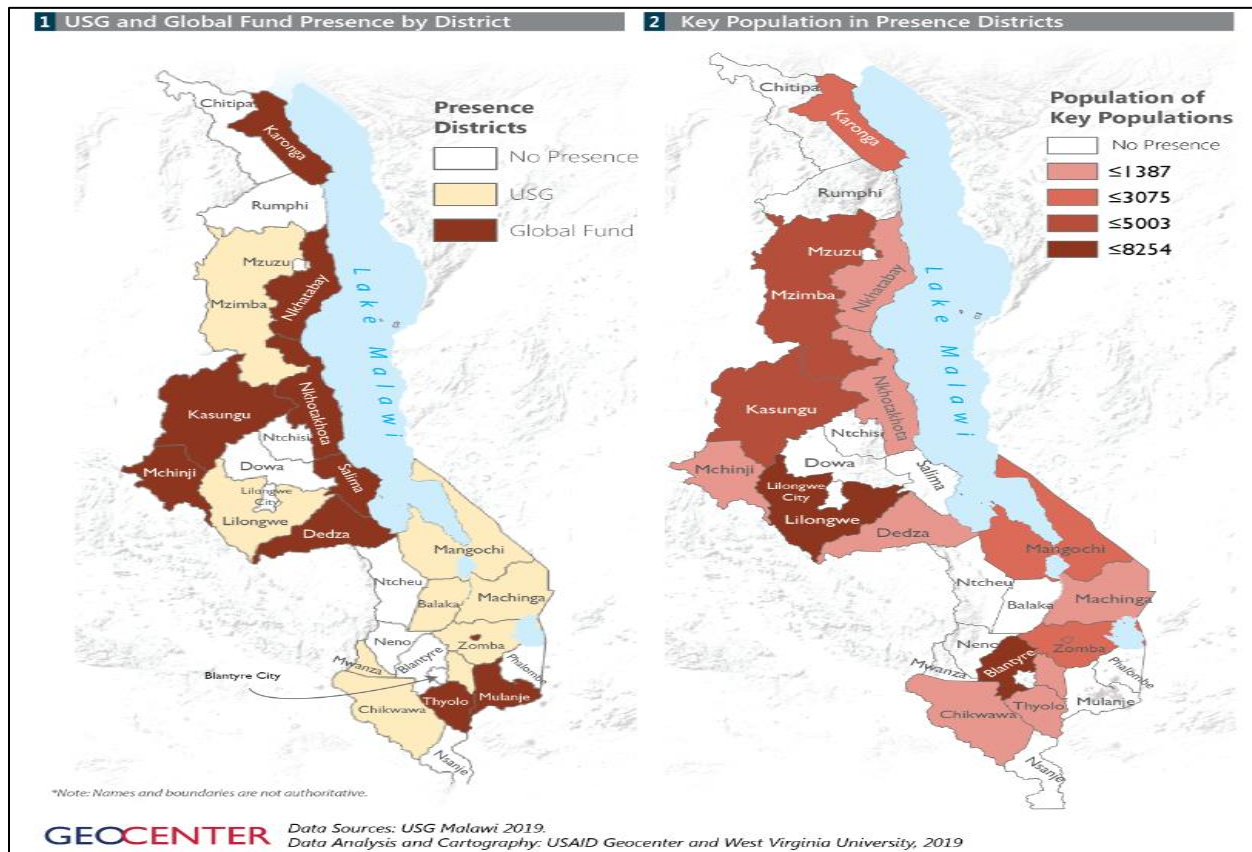 1 USG and Global Fund Presence by District
Presence
Districts
No Presence
USG
Global Fund
Chitipa
Karonga
Rumphi
Mzuzu
Nkhatabay
Mzimba
Lake Malawi
Kasungu
Nkhotakhota
Ntchisi
Dowa
Salima
Mchinji
Lilongwe
City
Lilongwe
Dedza
Mangochi
Ntcheu
Balaka
Machinga
Neno
Zomba
Mwanza
Blantyre
Phalombe
Blantyre City
Thyolo
Mulanje
Chikwawa
Nsanje
*Note: Names and boundaries are not authoritative.
2 Key Population in Presence Districts
Population of
Key Populations
No Presence
≤1387
≤3075
≤5003
≤8254
Chitipa
Karonga
Rumphi
Mzuzu
Nkhatabay
Mzimba
Lake Malawi
Kasungu
Nkhotakhota
Ntchisi
Dowa
Salima
Mchinji
Lilongwe
City
Lilongwe
Dedza
Mangochi
Ntcheu
Balaka
Machinga
Neno
Zomba
Mwanza
Blantyre
Phalombe
Thyolo
Mulanje
Chikwawa
Nsanje
GEOCENTER
Data Sources: USG Malawi 2019.
Data Analysis and Cartography: USAID Geocenter and West Virginia University, 2019